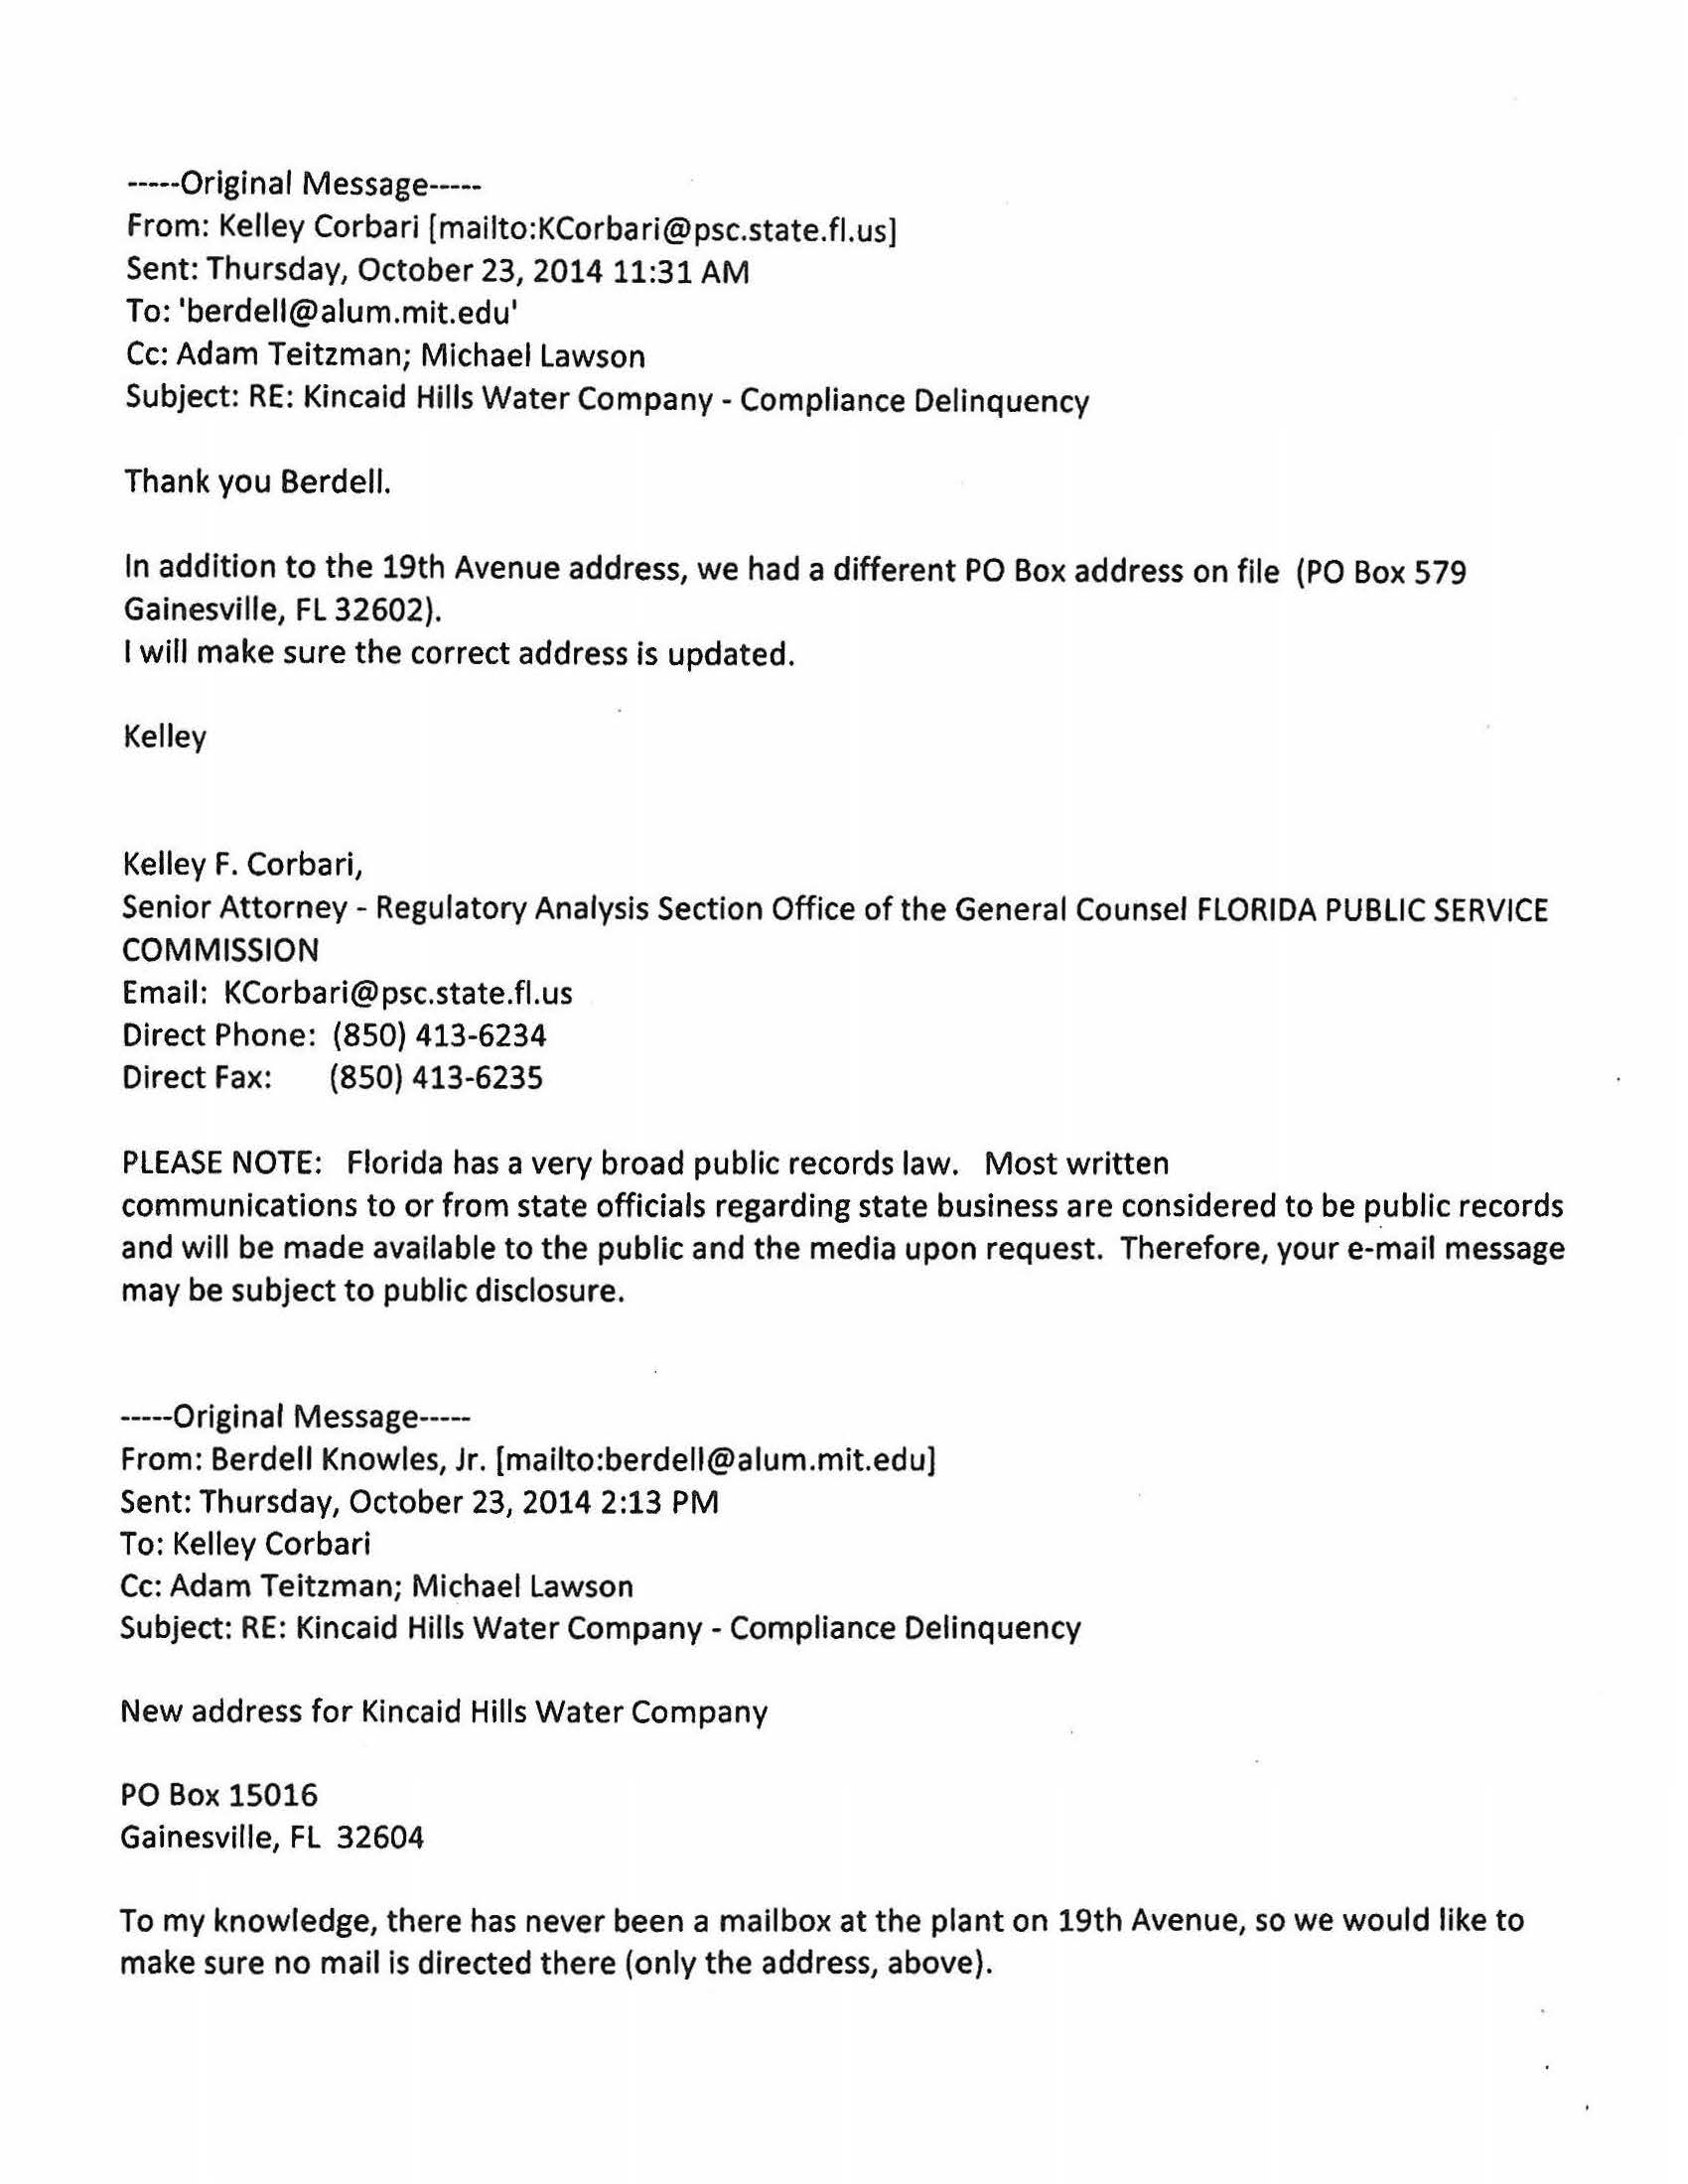 -----Original Message-----
From: Kelley Corbari [mailto:KCorbari@psc.state.fl.us]
Sent: Thursday, October 23, 2014 11:31 AM
To: 'berdell@alum.mit.edu'
Cc: Adam Teitzman; Michael Lawson
Subject: RE: Kincaid Hills Water Company - Compliance Delinquency
Thank you Berdell.
In addition to the 19th Avenue address, we had a different PO Box address on file (PO Box 579
Gainesville, FL 32602).
I will make sure the correct address is updated.
Kelley
Kelley F. Corbari,
Senior Attorney - Regulatory Analysis Section Office of the General Counsel FLORIDA PUBLIC SERVICE
COMMISSION
Email: KCorbari@psc.state.fl.us
Direct Phone: (850) 413-6234
Direct Fax: (850) 413-6235
PLEASE NOTE: Florida has a very broad public records law. Most written
communications to or from state officials regarding state business are considered to be public records
and will be made available to the public and the media upon request. Therefore, your e-mail message
may be subject to public disclosure.
-----Original Message-----
From: Berdell Knowles, Jr. [mailto:berdell@alum.mit.edu]
Sent: Thursday, October 23, 2014 2:13 PM
To: Kelley Corbari
Cc: Adam Teitzman; Michael Lawson
Subject: RE: Kincaid Hills Water Company - Compliance Delinquency
New address for Kincaid Hills Water Company
PO Box 15016
Gainesville, FL 32604
To my knowledge, there has never been a mailbox at the plant on 19th Avenue, so we would like to
make sure no mail is directed there (only the address, above).